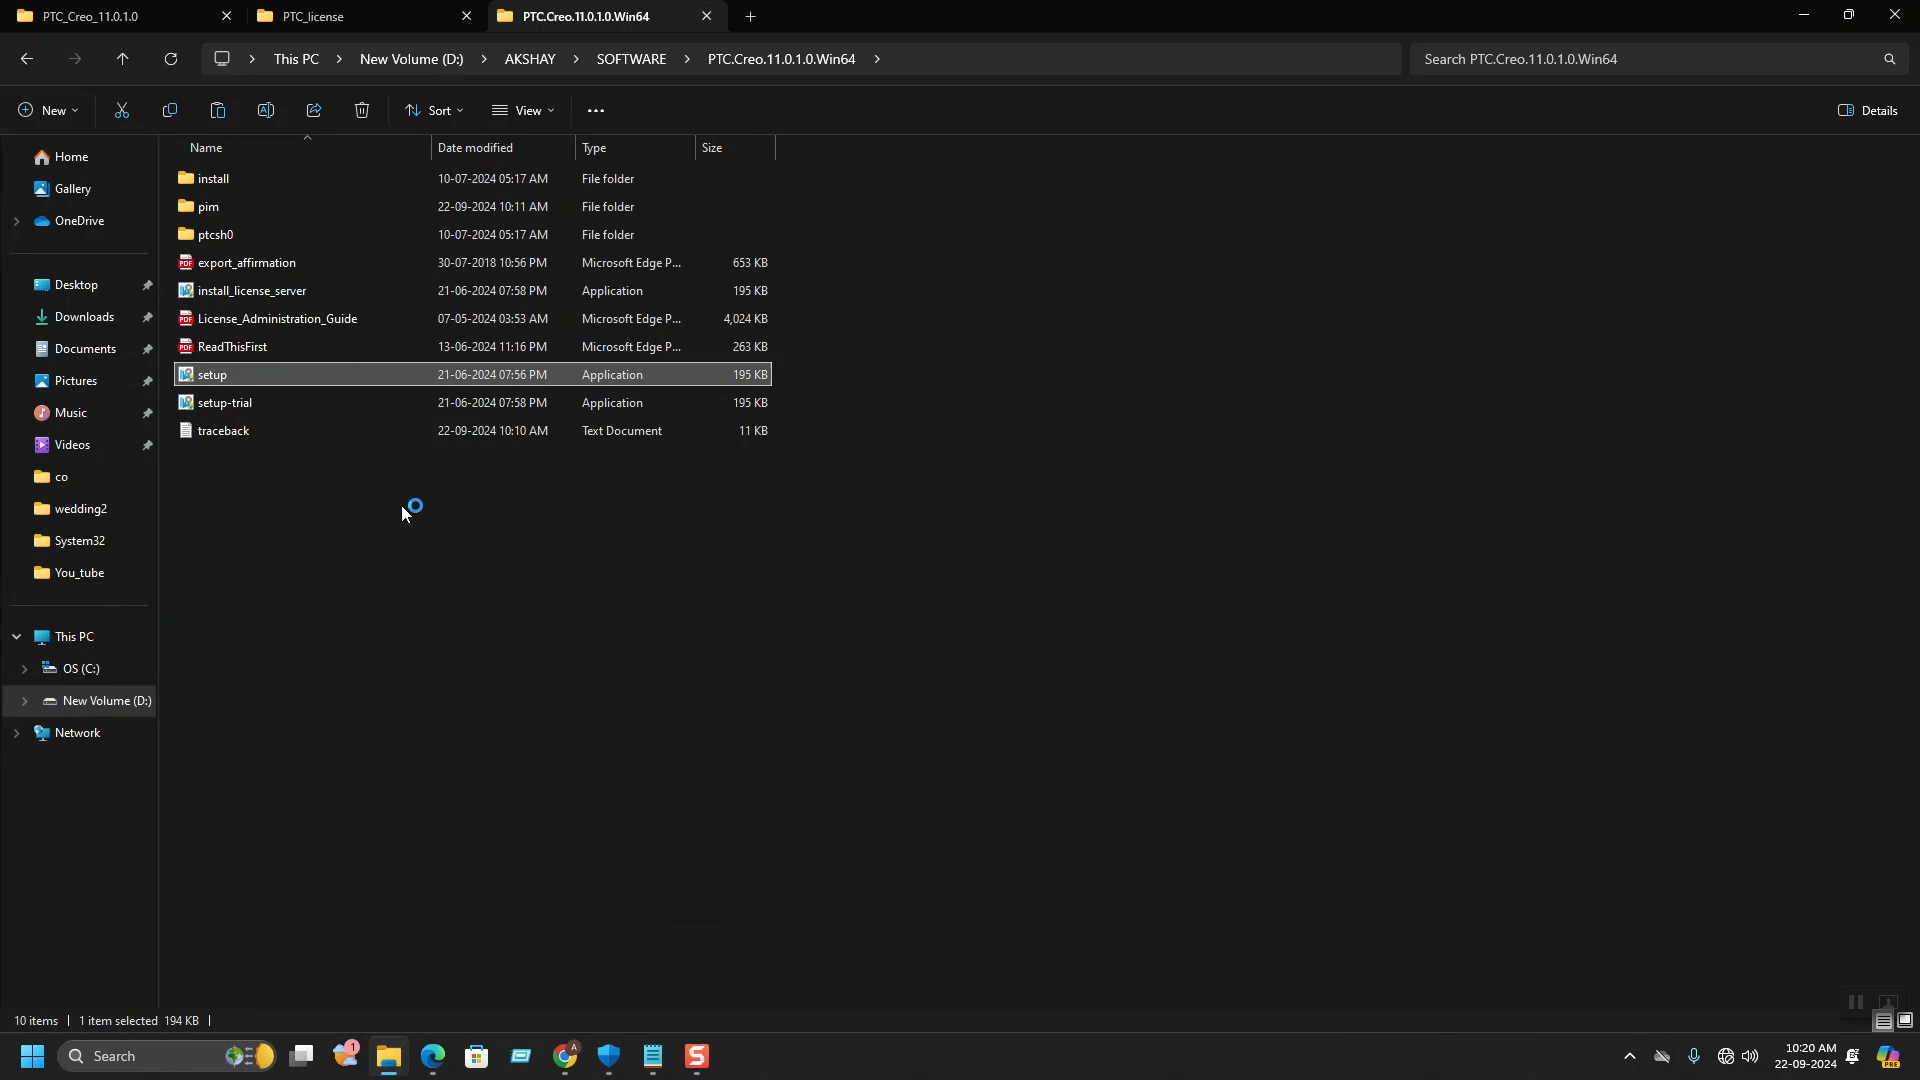 PTC_Creo_11.0.1.0
PTC_license
PTC.Creo.11.0.1.0.Win64
This PC > New Volume (D:) > AKSHAY > SOFTWARE > PTC.Creo.11.0.1.0.Win64 >
Search PTC.Creo.11.0.1.0.Win64
New
Sort
View
Details
Name Date modified Type Size
install 10-07-2024 05:17 AM File folder
pim 22-09-2024 10:11 AM File folder
ptcsh0 10-07-2024 05:17 AM File folder
export_affirmation 30-07-2018 10:56 PM Microsoft Edge P... 653 KB
install_license_server 21-06-2024 07:58 PM Application 195 KB
License_Administration_Guide 07-05-2024 03:53 AM Microsoft Edge P... 4,024 KB
ReadThisFirst 13-06-2024 11:16 PM Microsoft Edge P... 263 KB
setup 21-06-2024 07:56 PM Application 195 KB
setup-trial 21-06-2024 07:58 PM Application 195 KB
traceback 22-09-2024 10:10 AM Text Document 11 KB
Home
Gallery
OneDrive
Desktop
Downloads
Documents
Pictures
Music
Videos
co
wedding2
System32
You_tube
This PC
OS (C:)
New Volume (D:)
Network
10 items | 1 item selected 194 KB |
Search
1
A
S
10:20 AM
22-09-2024
PRE